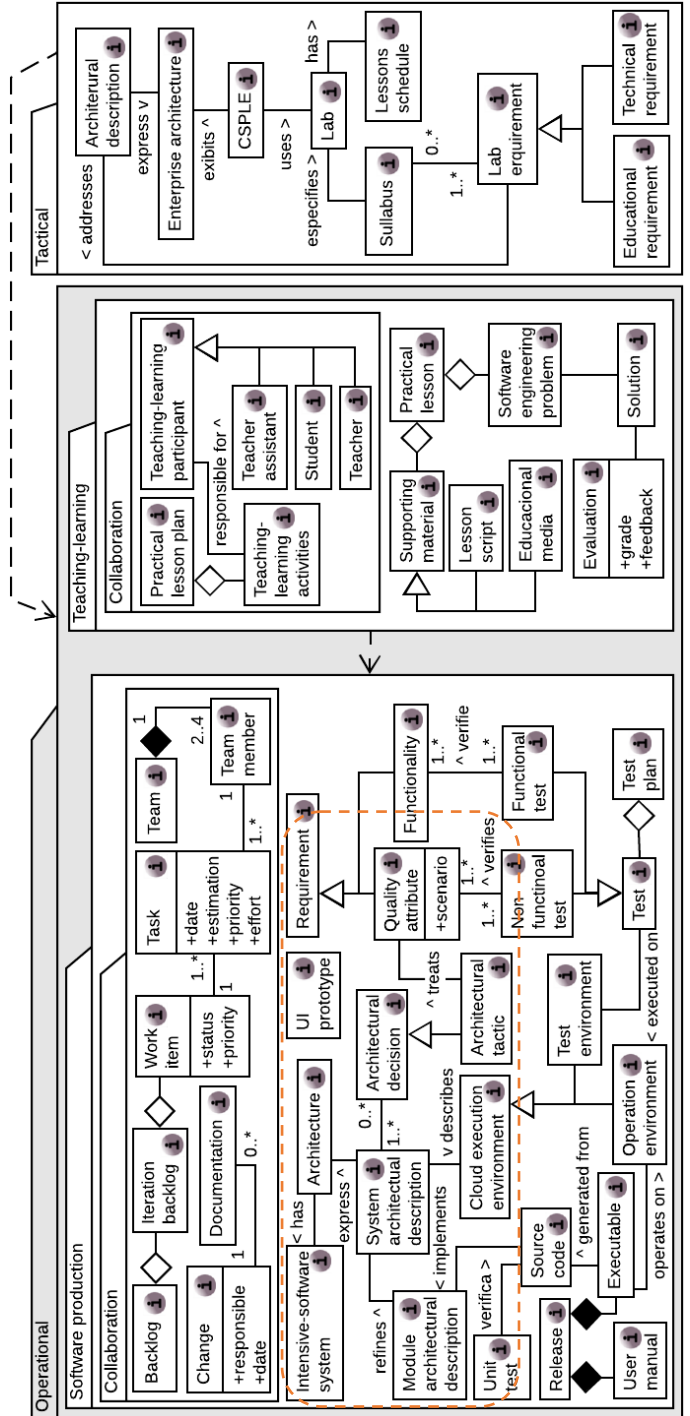 Operational
Software production
Collaboration
Backlog i
Iteration
backlog i
Work
item i
+status
+priority
Task i
+date
+estimation
+priority
+effort
Team i
1
2..4
Team
member i
1
1..*
1..*
1
Change i
+responsible
+date
Documentation i
1
0..*
Intensive-software
system i
< has
Architecture i
express ^
UI
prototype i
Requirement i
System
architectural
description i
0..*
1..*
Architectural
decision i
Quality
attribute i
+scenario
Functionality i
1..*
^ verifie
1..*
refines ^
Module
architectural
description i
< implements
v describes
Cloud execution
environment i
^ treats
Architectural
tactic i
1..*
^ verifies
1..*
Non-
functinoal
test i
Functional
test i
Unit
test i
verifica >
Source
code i
^ generated from
Test
environment i
Test i
Test
plan i
Release i
Executable i
Operation
environment i
< executed on
User
manual i
operates on >
Teaching-learning
Collaboration
Practical
lesson plan i
Teaching-learning
participant i
responsible for ^
Teaching-
learning
activities i
Teacher
assistant i
Student i
Teacher i
Supporting
material i
Practical
lesson i
Lesson
script i
Educacional
media i
Software
engineering
problem i
Evaluation i
+grade
+feedback
Solution i
Tactical
< addresses
Architerural
description i
express v
Enterprise architecture i
exibits ^
CSPLE i
uses >
especifies >
Lab i
has >
Sullabus i
Lessons
schedule i
0..*
1..*
Lab
erquirement i
Educational
requirement i
Technical
requirement i